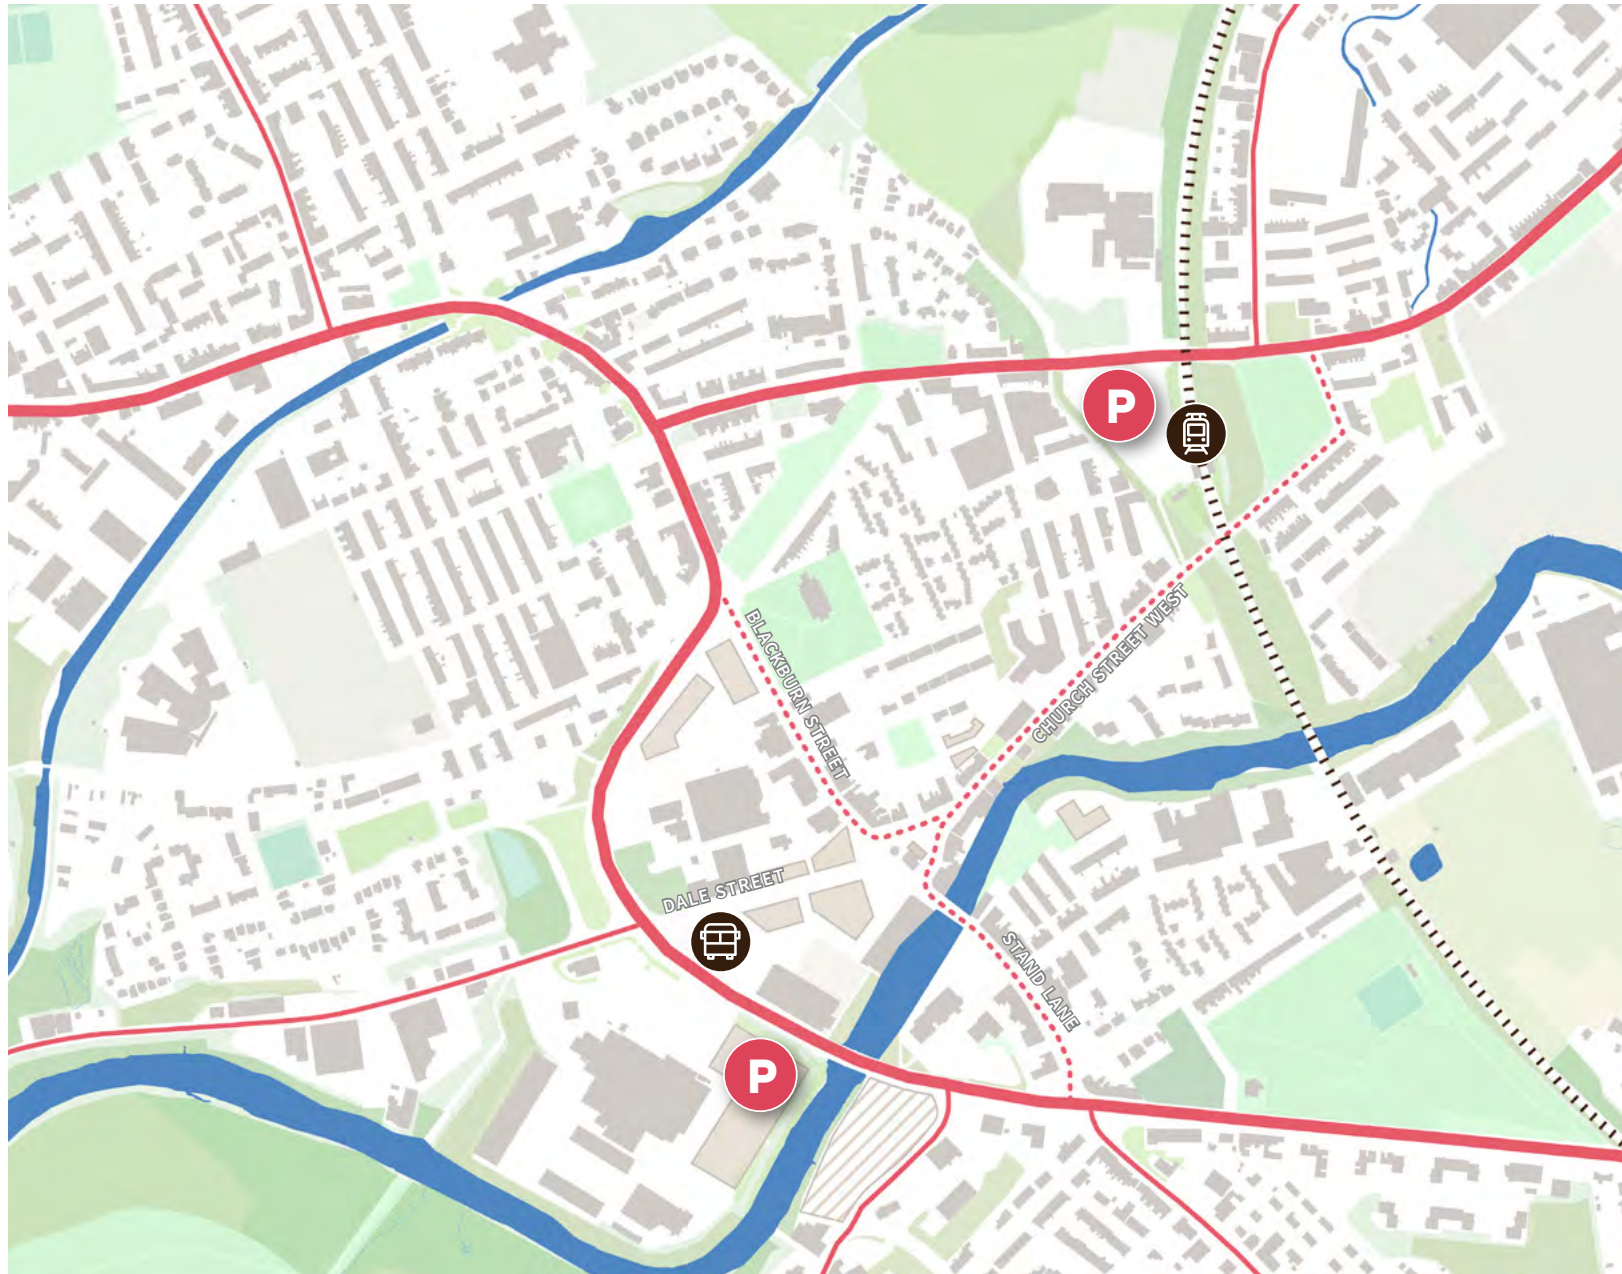 P
BLACKBURN STREET
CHURCH STREET WEST
DALE STREET
STAND LANE
P